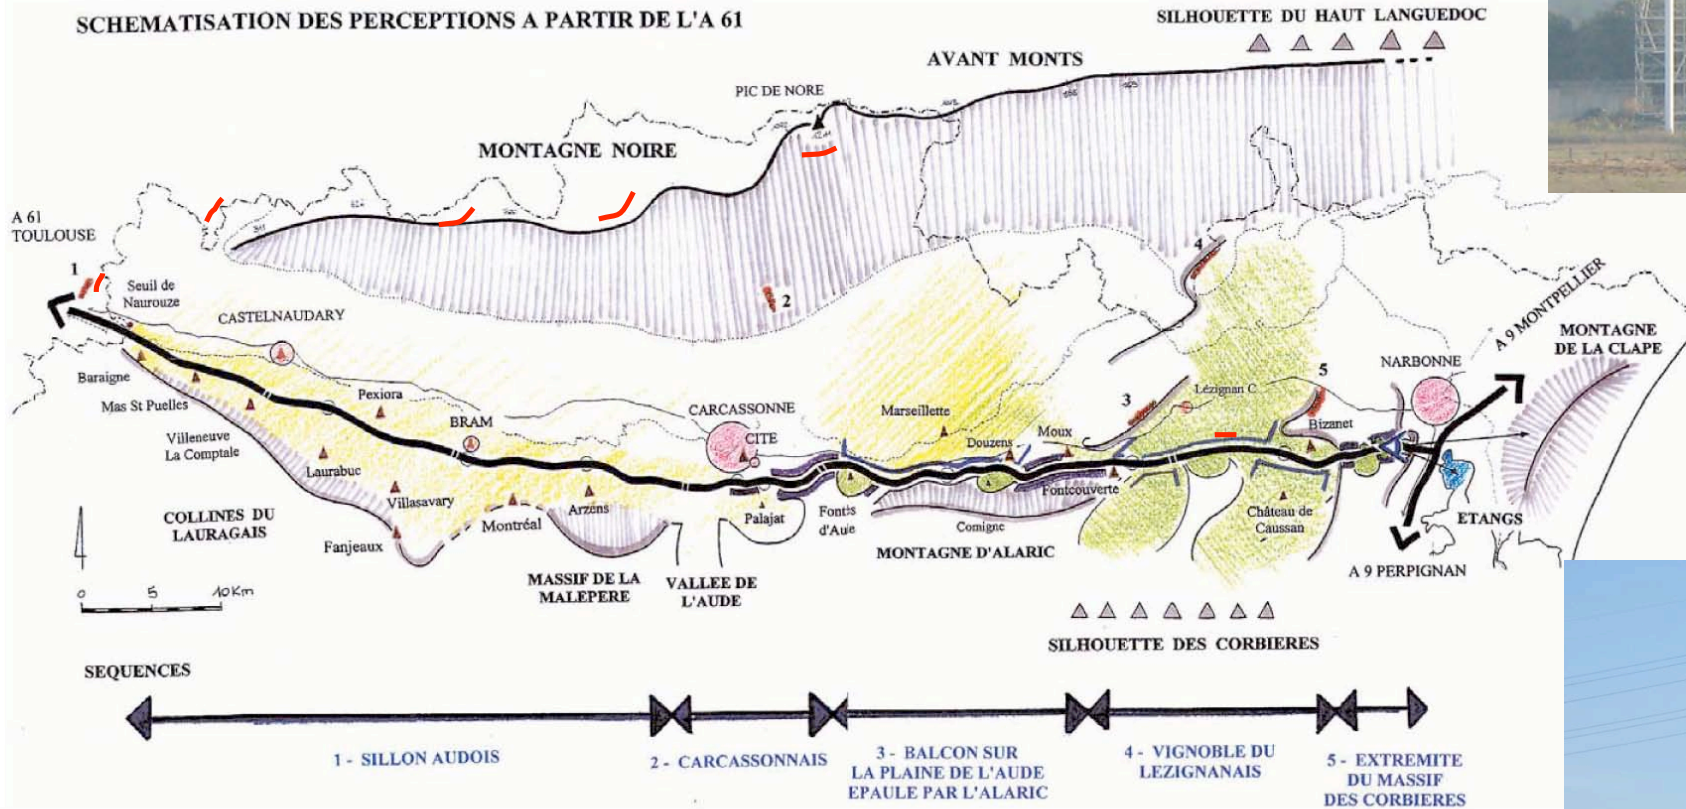 SCHEMATISATION DES PERCEPTIONS A PARTIR DE L'A 61
SILHOUETTE DU HAUT LANGUEDOC
AVANT MONTS
PIC DE NORE
MONTAGNE NOIRE
A 61
TOULOUSE
1
Seuil de
Naurouze
CASTELNAUDARY
2
4
A 9 MONTPELLIER
MONTAGNE
DE LA CLAPE
NARBONNE
Baraigne
Mas St Puelles
Pexiora
BRAM
CARCASSONNE
CITE
Marseillette
3
Lézignan C
5
Bizanet
Villeneuve
La Comptale
Laurabuc
Villasavary
Douzens
Moux
Fontcouverte
COLLINES DU
LAURAGAIS
Fanjeaux
Montréal
Arzens
Palajat
Fontis
d'Aule
Comigne
Château de
Caussan
ETANGS
MONTAGNE D'ALARIC
A 9 PERPIGNAN
0 5 10 Km
MASSIF DE LA
MALEPERE
VALLEE DE
L'AUDE
SILHOUETTE DES CORBIERES
SEQUENCES
1 - SILLON AUDOIS
2 - CARCASSONNAIS
3 - BALCON SUR
LA PLAINE DE L'AUDE
EPAULE PAR L'ALARIC
4 - VIGNOBLE DU
LEZIGNANAIS
5 - EXTREMITE
DU MASSIF
DES CORBIERES